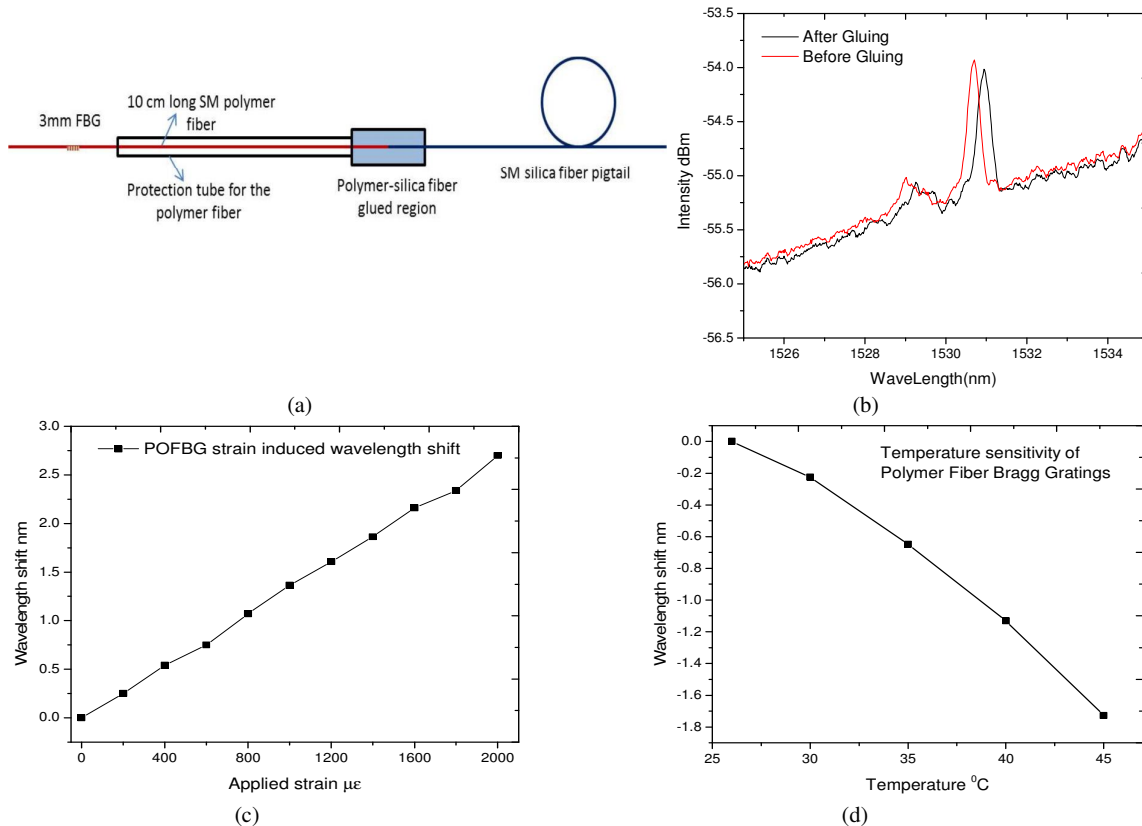 10 cm long SM polymer
fiber
3mm FBG
Protection tube for the
polymer fiber
Polymer-silica fiber
glued region
SM silica fiber pigtail
(a)
-53.5
-54.0
-54.5
-55.0
-55.5
-56.0
-56.5
Intensity dBm
After Gluing
Before Gluing
1526
1528
1530
1532
1534
WaveLength(nm)
(b)
3.0
2.5
2.0
1.5
1.0
0.5
0.0
Wavelength shift nm
POFBG strain induced wavelength shift
0
400
800
1200
1600
2000
Applied strain με
(c)
0.0
-0.2
-0.4
-0.6
-0.8
-1.0
-1.2
-1.4
-1.6
-1.8
Wavelength shift nm
Temperature sensitivity of
Polymer Fiber Bragg Gratings
25
30
35
40
45
Temperature ⁰C
(d)